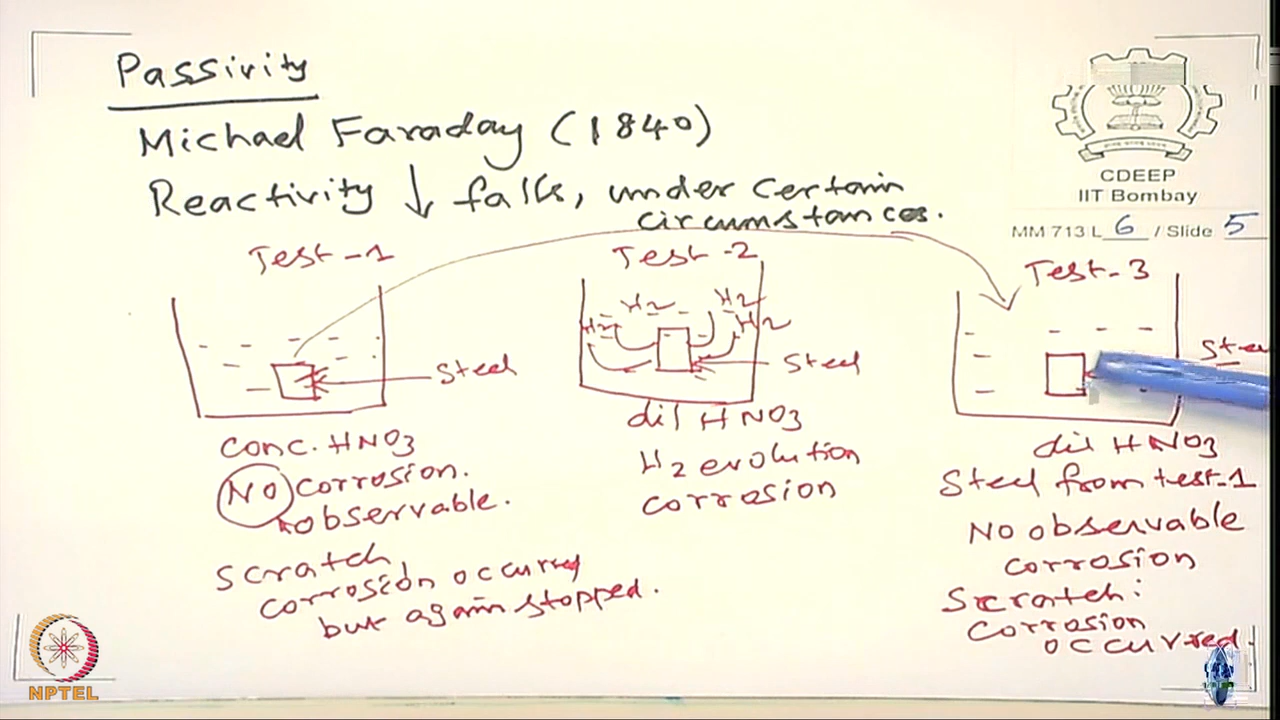 Passivity
Michael Faraday (1840)
Reactivity ↓ falls, under certain
circumstances.
CDEEP
IIT Bombay
MM 713 L 6 / Slide 5
Test-1
Test-2
Test-3
H2
H2
H2
H2
Steel
Steel
Stee
conc. HNO3
NO corrosion.
observable.
Scratch
corrosion occurred
but again stopped.
dil HNO3
H2 evolution
corrosion
dil HNO3
Steel from test-1
No observable
corrosion
Scratch:
corrosion
occurred.
NPTEL